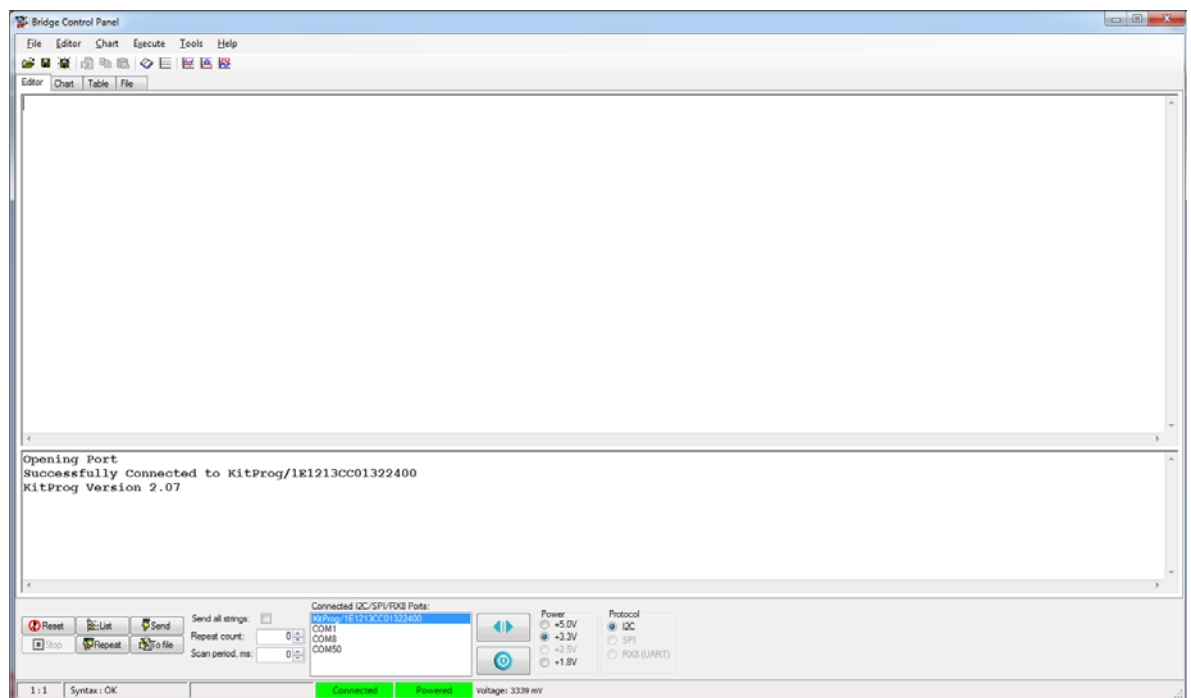 Bridge Control Panel
File Editor Chart Execute Tools Help
Editor Chart Table File
Opening Port
Successfully Connected to KitProg/1E1213CC01322400
KitProg Version 2.07
Connected I2C/SPI/RX8 Ports:
Reset List Send
Stop Repeat To file
Send all strings:
Repeat count: 0
Scan period, ms: 0
KitProg/1E1213CC01322400
COM1
COM8
COM50
Power
+5.0V
+3.3V
+2.5V
+1.8V
Protocol
I2C
SPI
RX8 (UART)
1:1 Syntax : OK Connected Powered Voltage: 3339 mV